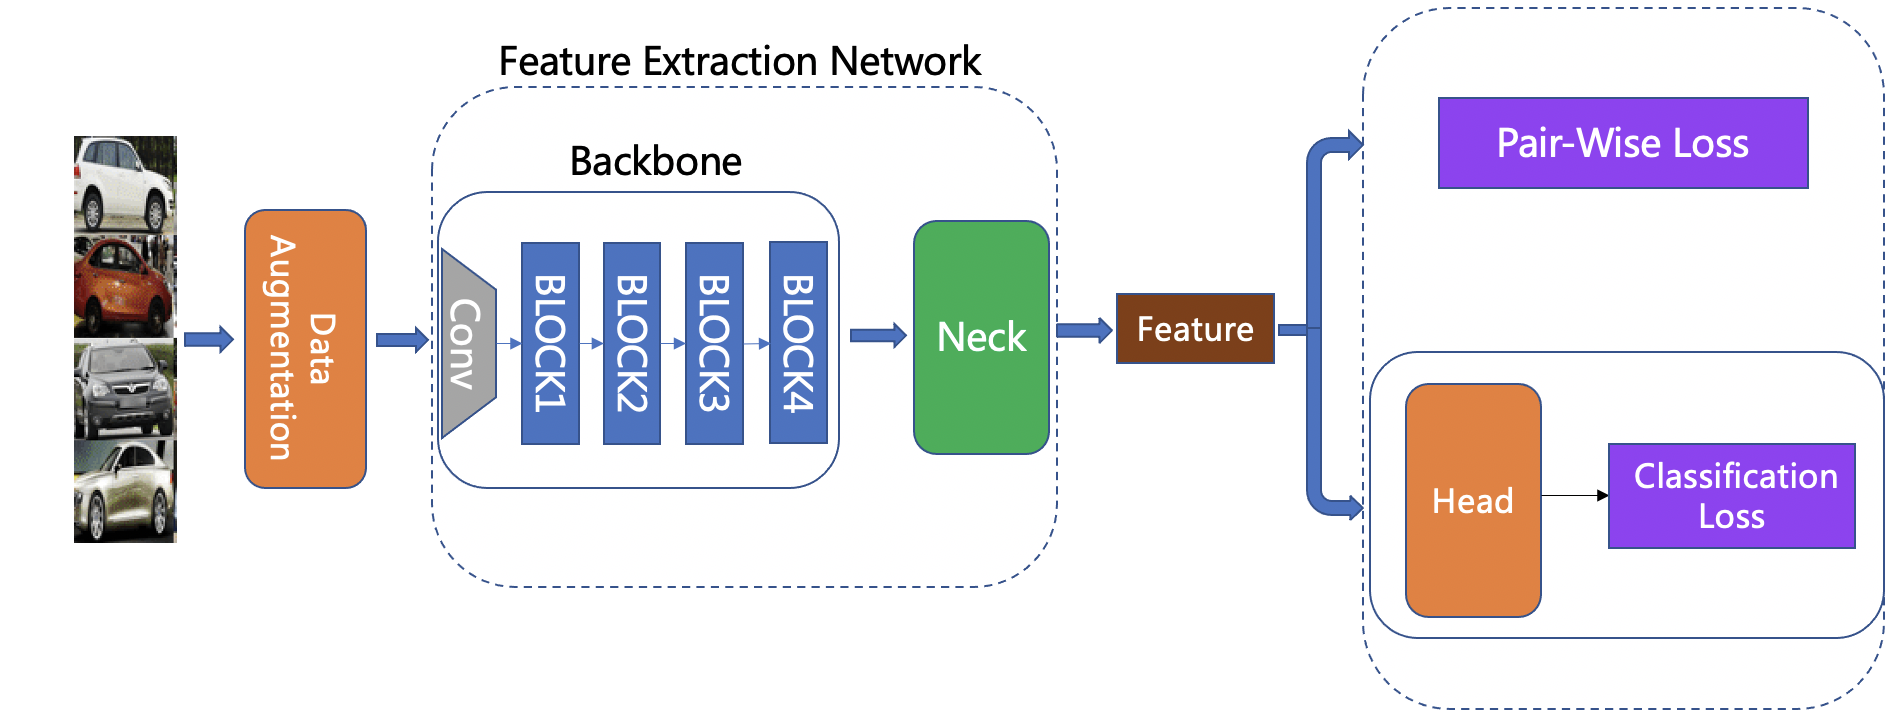 Feature Extraction Network
Backbone
Data
Augmentation
Conv
BLOCK1
BLOCK2
BLOCK3
BLOCK4
Neck
Feature
Pair-Wise Loss
Head
Classification
Loss